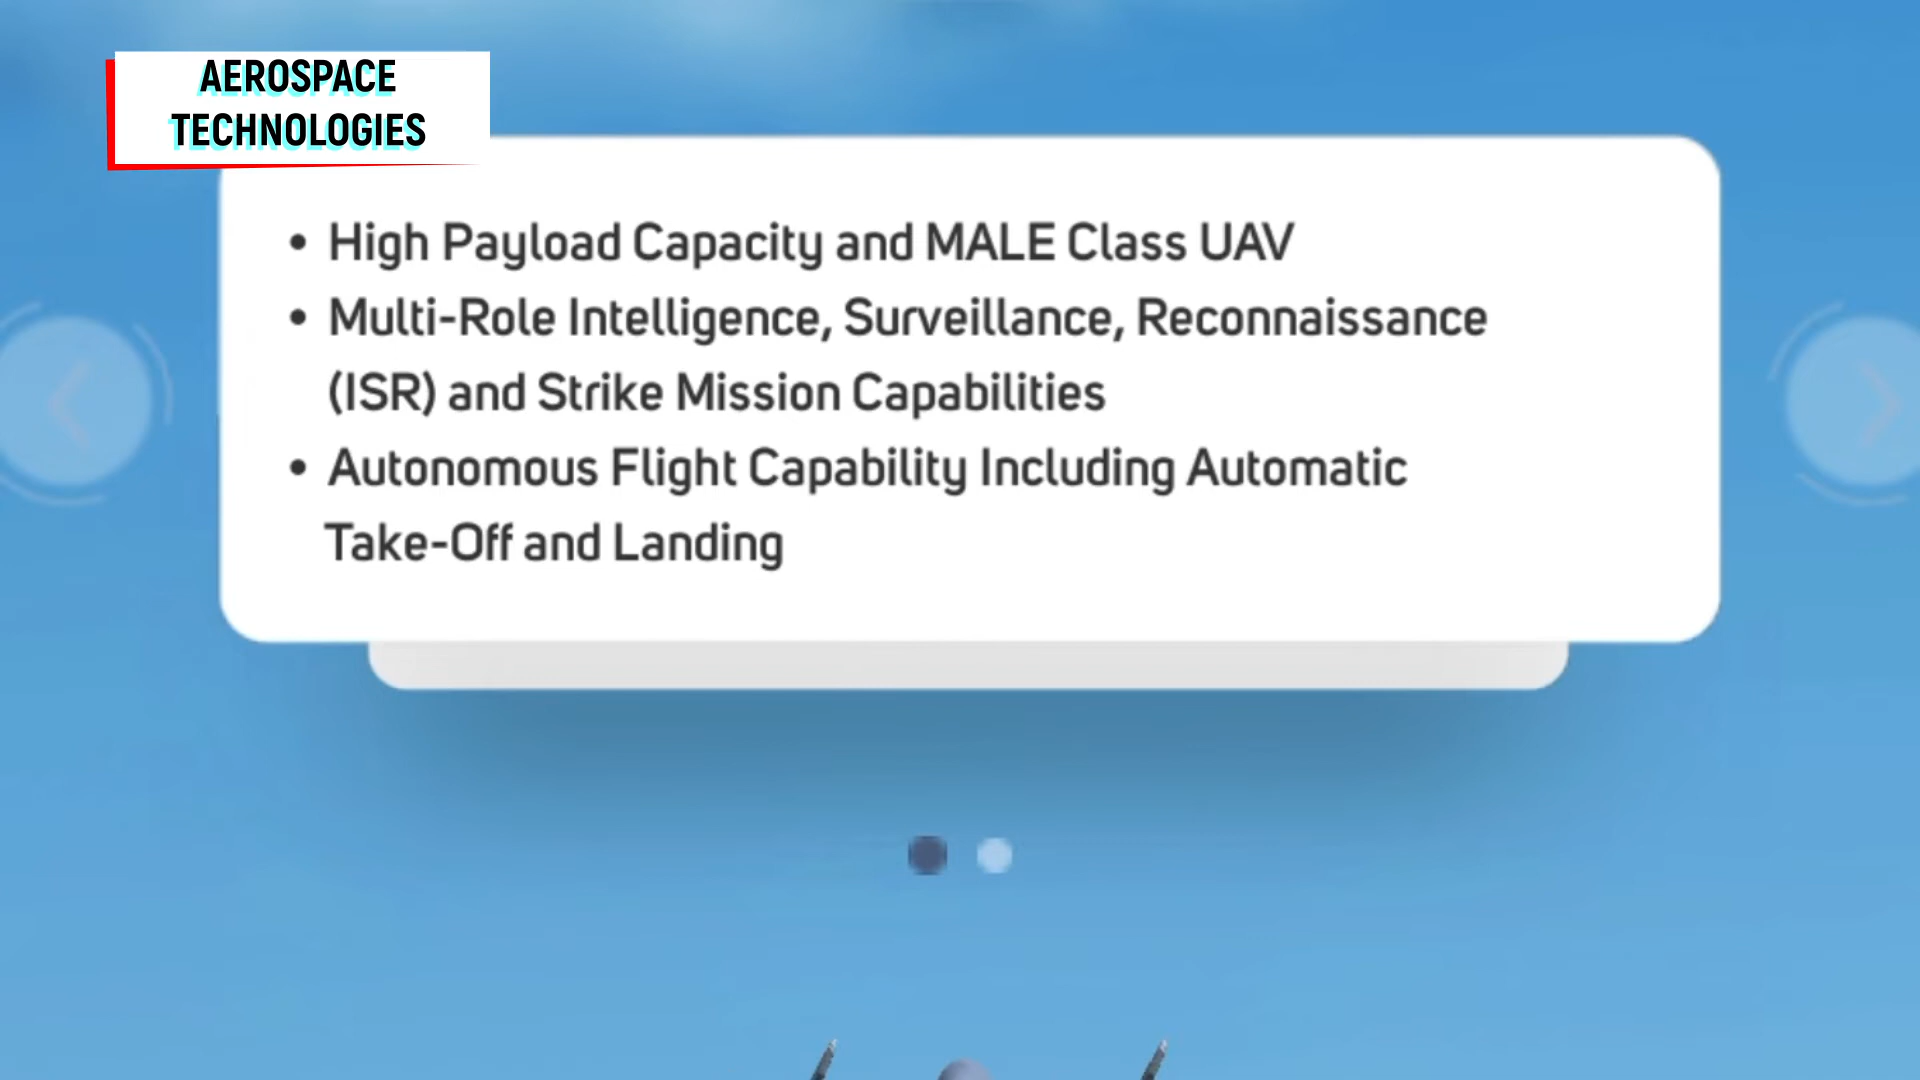 AEROSPACE
TECHNOLOGIES
• High Payload Capacity and MALE Class UAV
• Multi-Role Intelligence, Surveillance, Reconnaissance
(ISR) and Strike Mission Capabilities
• Autonomous Flight Capability Including Automatic
Take-Off and Landing